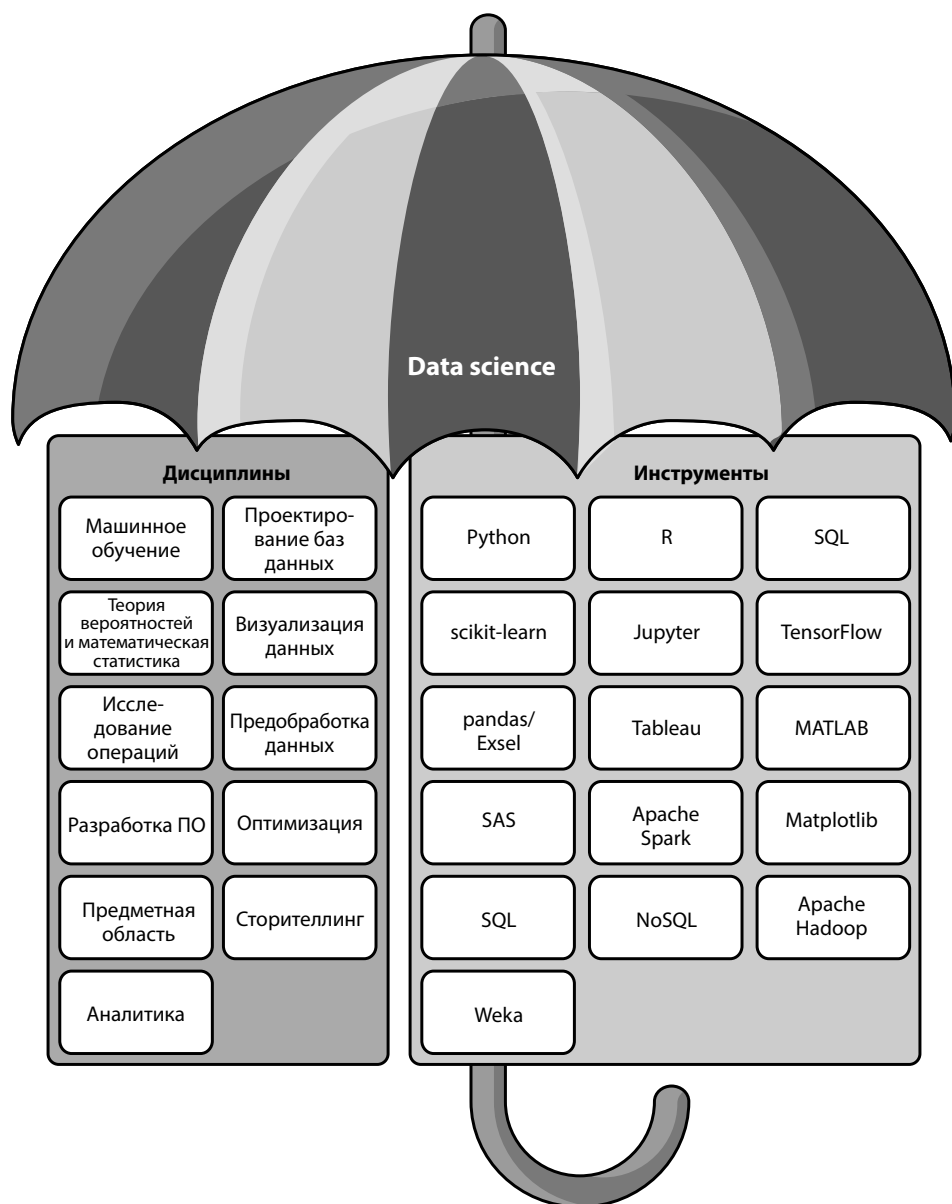 Data science
Дисциплины
Машинное
обучение
Проектиро-
вание баз
данных
Теория
вероятностей
и математическая
статистика
Визуализация
данных
Иссле-
дование
операций
Предобработка
данных
Разработка ПО
Оптимизация
Предметная
область
Сторителлинг
Аналитика
Инструменты
Python
R
SQL
scikit-learn
Jupyter
TensorFlow
pandas/
Exsel
Tableau
MATLAB
SAS
Apache
Spark
Matplotlib
SQL
NoSQL
Apache
Hadoop
Weka